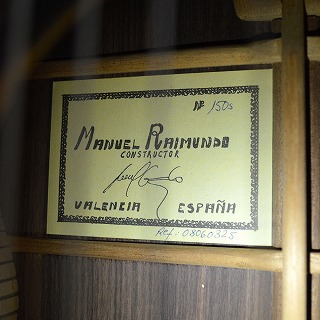 Nº 150s
MANUEL RAIMUNDO
CONSTRUCTOR
VALENCIA ESPAÑA
Ref.: 08060325